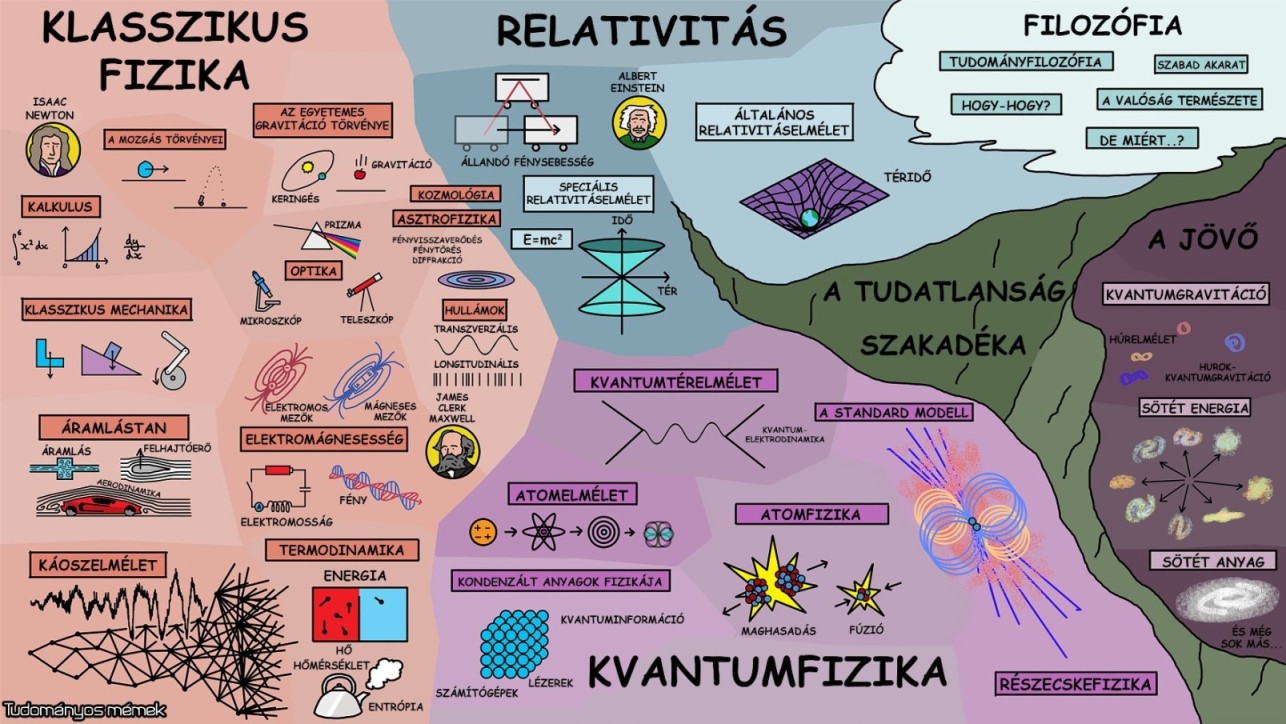 KLASSZIKUS
FIZIKA
ISAAC
NEWTON
A MOZGÁS TÖRVÉNYEI
AZ EGYETEMES
GRAVITÁCIÓ TÖRVÉNYE
KERINGÉS
GRAVITÁCIÓ
KALKULUS
∫₀⁶ x² dx
dy/dx
KOZMOLÓGIA
ASZTROFIZIKA
PRIZMA
FÉNYVISSZAVERŐDÉS
FÉNYTÖRÉS
DIFFRAKCIÓ
OPTIKA
MIKROSZKÓP
TELESZKÓP
KLASSZIKUS MECHANIKA
HULLÁMOK
TRANSZVERZÁLIS
LONGITUDINÁLIS
JAMES
CLERK
MAXWELL
ELEKTROMOS
MEZŐK
MÁGNESES
MEZŐK
ELEKTROMÁGNESESSÉG
ELEKTROMOSSÁG
FÉNY
ÁRAMLÁSTAN
ÁRAMLÁS
FELHAJTÓERŐ
AERODINAMIKA
KÁOSZELMÉLET
TERMODINAMIKA
ENERGIA
HŐ
HŐMÉRSÉKLET
ENTRÓPIA
Tudományos mémek
RELATIVITÁS
ÁLLANDÓ FÉNYSEBESSÉG
ALBERT
EINSTEIN
SPECIÁLIS
RELATIVITÁSELMÉLET
E=mc²
IDŐ
TÉR
ÁLTALÁNOS
RELATIVITÁSELMÉLET
TÉRIDŐ
FILOZÓFIA
TUDOMÁNYFILOZÓFIA
SZABAD AKARAT
HOGY-HOGY?
A VALÓSÁG TERMÉSZETE
DE MIÉRT..?
A TUDATLANSÁG
SZAKADÉKA
A JÖVŐ
KVANTUMGRAVITÁCIÓ
HÚRELMÉLET
HUROK-
KVANTUMGRAVITÁCIÓ
SÖTÉT ENERGIA
SÖTÉT ANYAG
ÉS MÉG
SOK MÁS...
KVANTUMTÉRELMÉLET
KVANTUM-
ELEKTRODINAMIKA
A STANDARD MODELL
ATOMELMÉLET
ATOMFIZIKA
MAGHASADÁS
FÚZIÓ
KONDENZÁLT ANYAGOK FIZIKÁJA
KVANTUMINFORMÁCIÓ
SZÁMÍTÓGÉPEK
LÉZEREK
KVANTUMFIZIKA
RÉSZECSKEFIZIKA